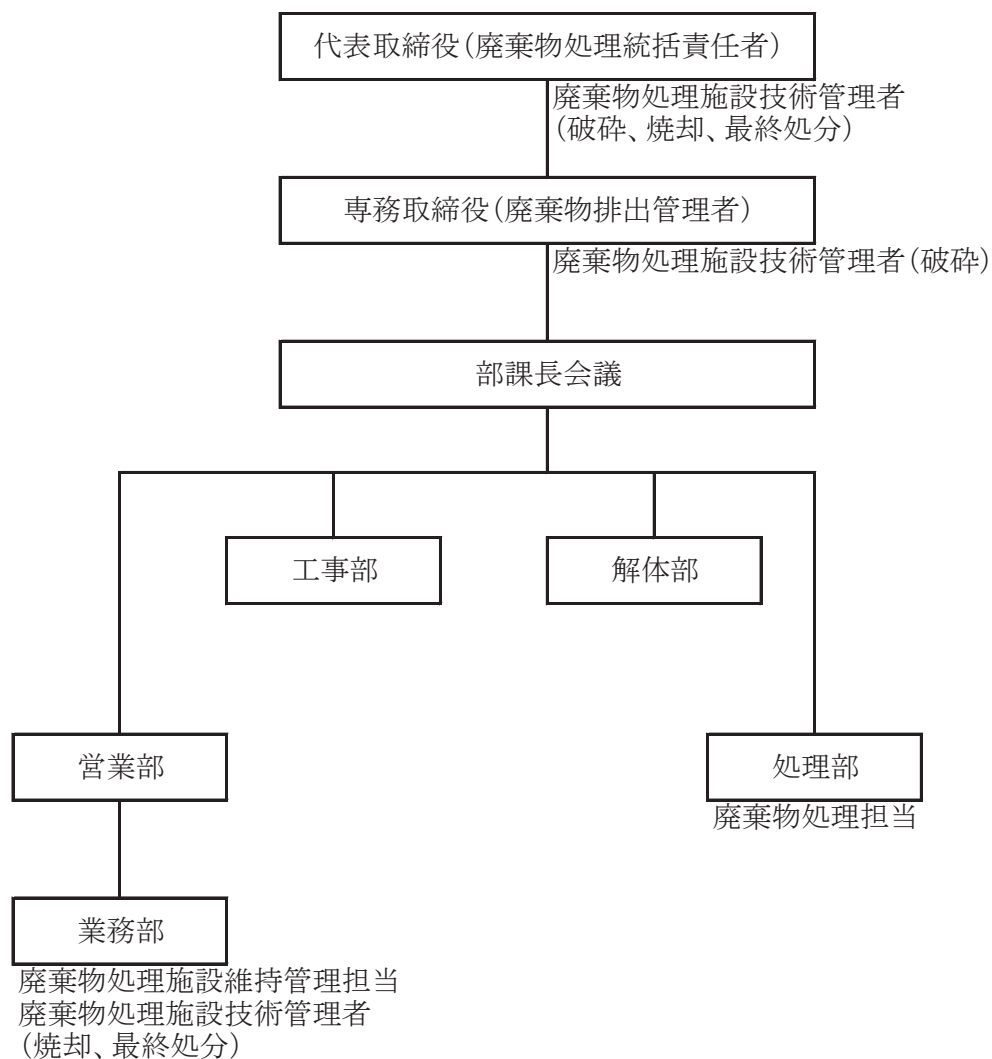 代表取締役(廃棄物処理統括責任者)
廃棄物処理施設技術管理者
(破砕、焼却、最終処分)
専務取締役(廃棄物排出管理者)
廃棄物処理施設技術管理者(破砕)
部課長会議
工事部
解体部
営業部
処理部
廃棄物処理担当
業務部
廃棄物処理施設維持管理担当
廃棄物処理施設技術管理者
(焼却、最終処分)